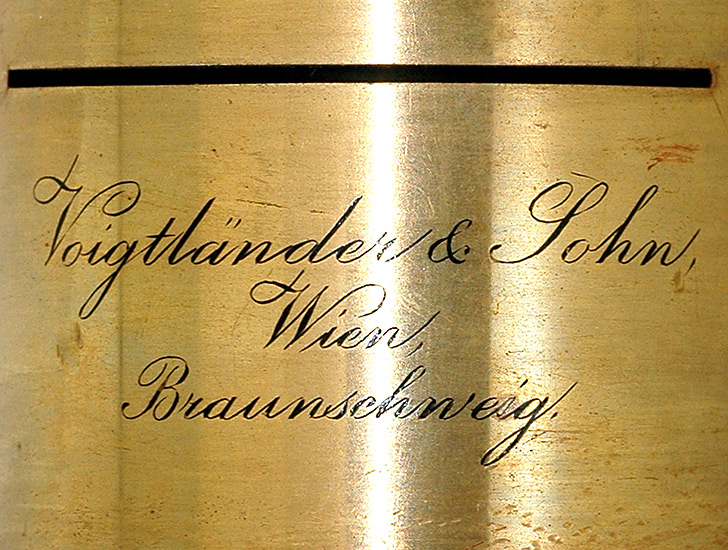 Voigtländer & Sohn,
Wien,
Braunschweig.